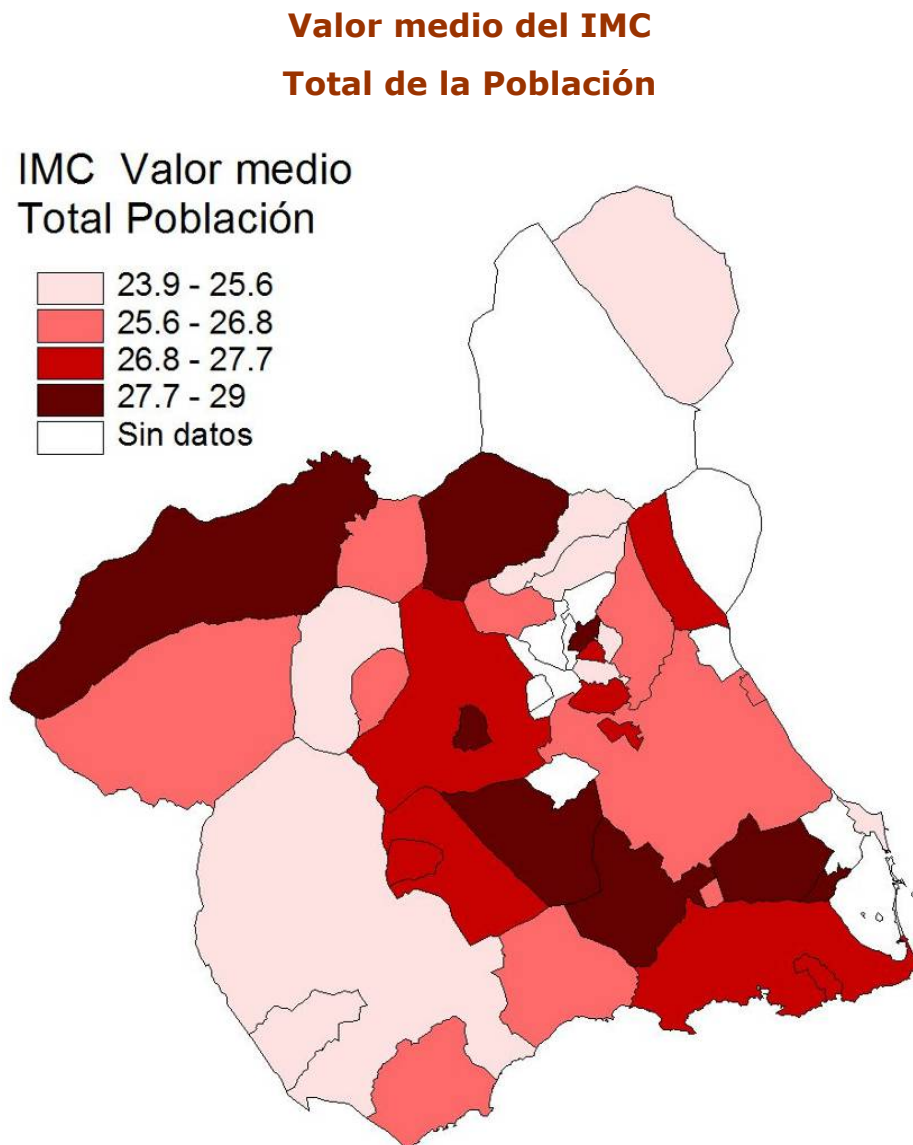 Valor medio del IMC
Total de la Población
IMC Valor medio
Total Población
23.9 - 25.6
25.6 - 26.8
26.8 - 27.7
27.7 - 29
Sin datos